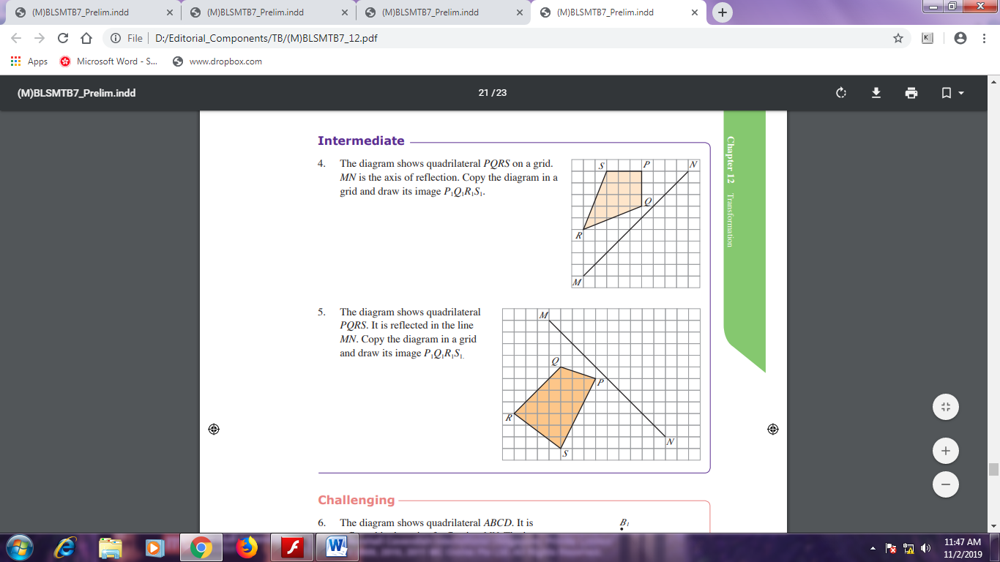 (M)BLSMTB7_Prelim.indd
(M)BLSMTB7_Prelim.indd
(M)BLSMTB7_Prelim.indd
(M)BLSMTB7_Prelim.indd
File | D:/Editorial_Components/TB/(M)BLSMTB7_12.pdf
K
Apps
Microsoft Word - S...
www.dropbox.com
(M)BLSMTB7_Prelim.indd
21 / 23
Intermediate
4. The diagram shows quadrilateral PQRS on a grid.
MN is the axis of reflection. Copy the diagram in a
grid and draw its image P₁Q₁R₁S₁.
S
P
N
Q
R
M
Chapter 12 Transformation
5. The diagram shows quadrilateral
PQRS. It is reflected in the line
MN. Copy the diagram in a grid
and draw its image P₁Q₁R₁S₁.
M
Q
P
R
N
S
Challenging
6. The diagram shows quadrilateral ABCD. It is
B₁
11:47 AM
11/2/2019